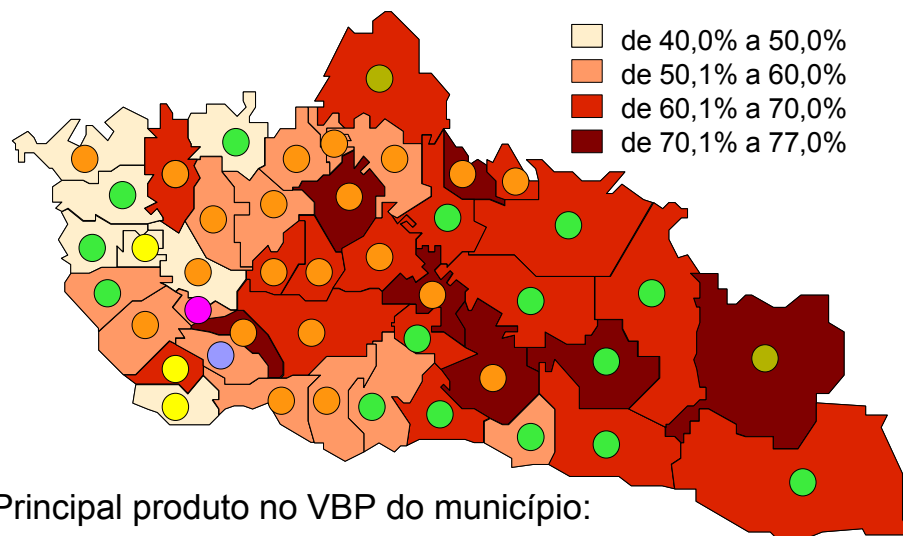 de 40,0% a 50,0%
de 50,1% a 60,0%
de 60,1% a 70,0%
de 70,1% a 77,0%
Principal produto no VBP do município: